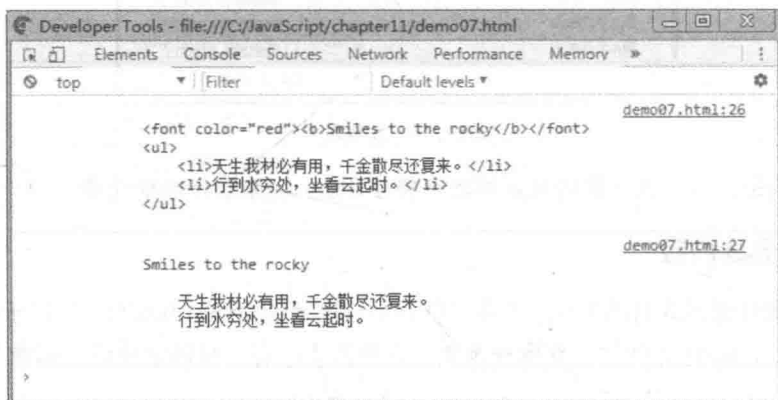 Developer Tools - file:///C:/JavaScript/chapter11/demo07.html
Elements Console Sources Network Performance Memory »
top ▼ Filter Default levels ▼
demo07.html:26
<font color="red"><b>Smiles to the rocky</b></font>
<ul>
<li>天生我材必有用，千金散尽还复来。</li>
<li>行到水穷处，坐看云起时。</li>
</ul>
demo07.html:27
Smiles to the rocky
天生我材必有用，千金散尽还复来。
行到水穷处，坐看云起时。
>